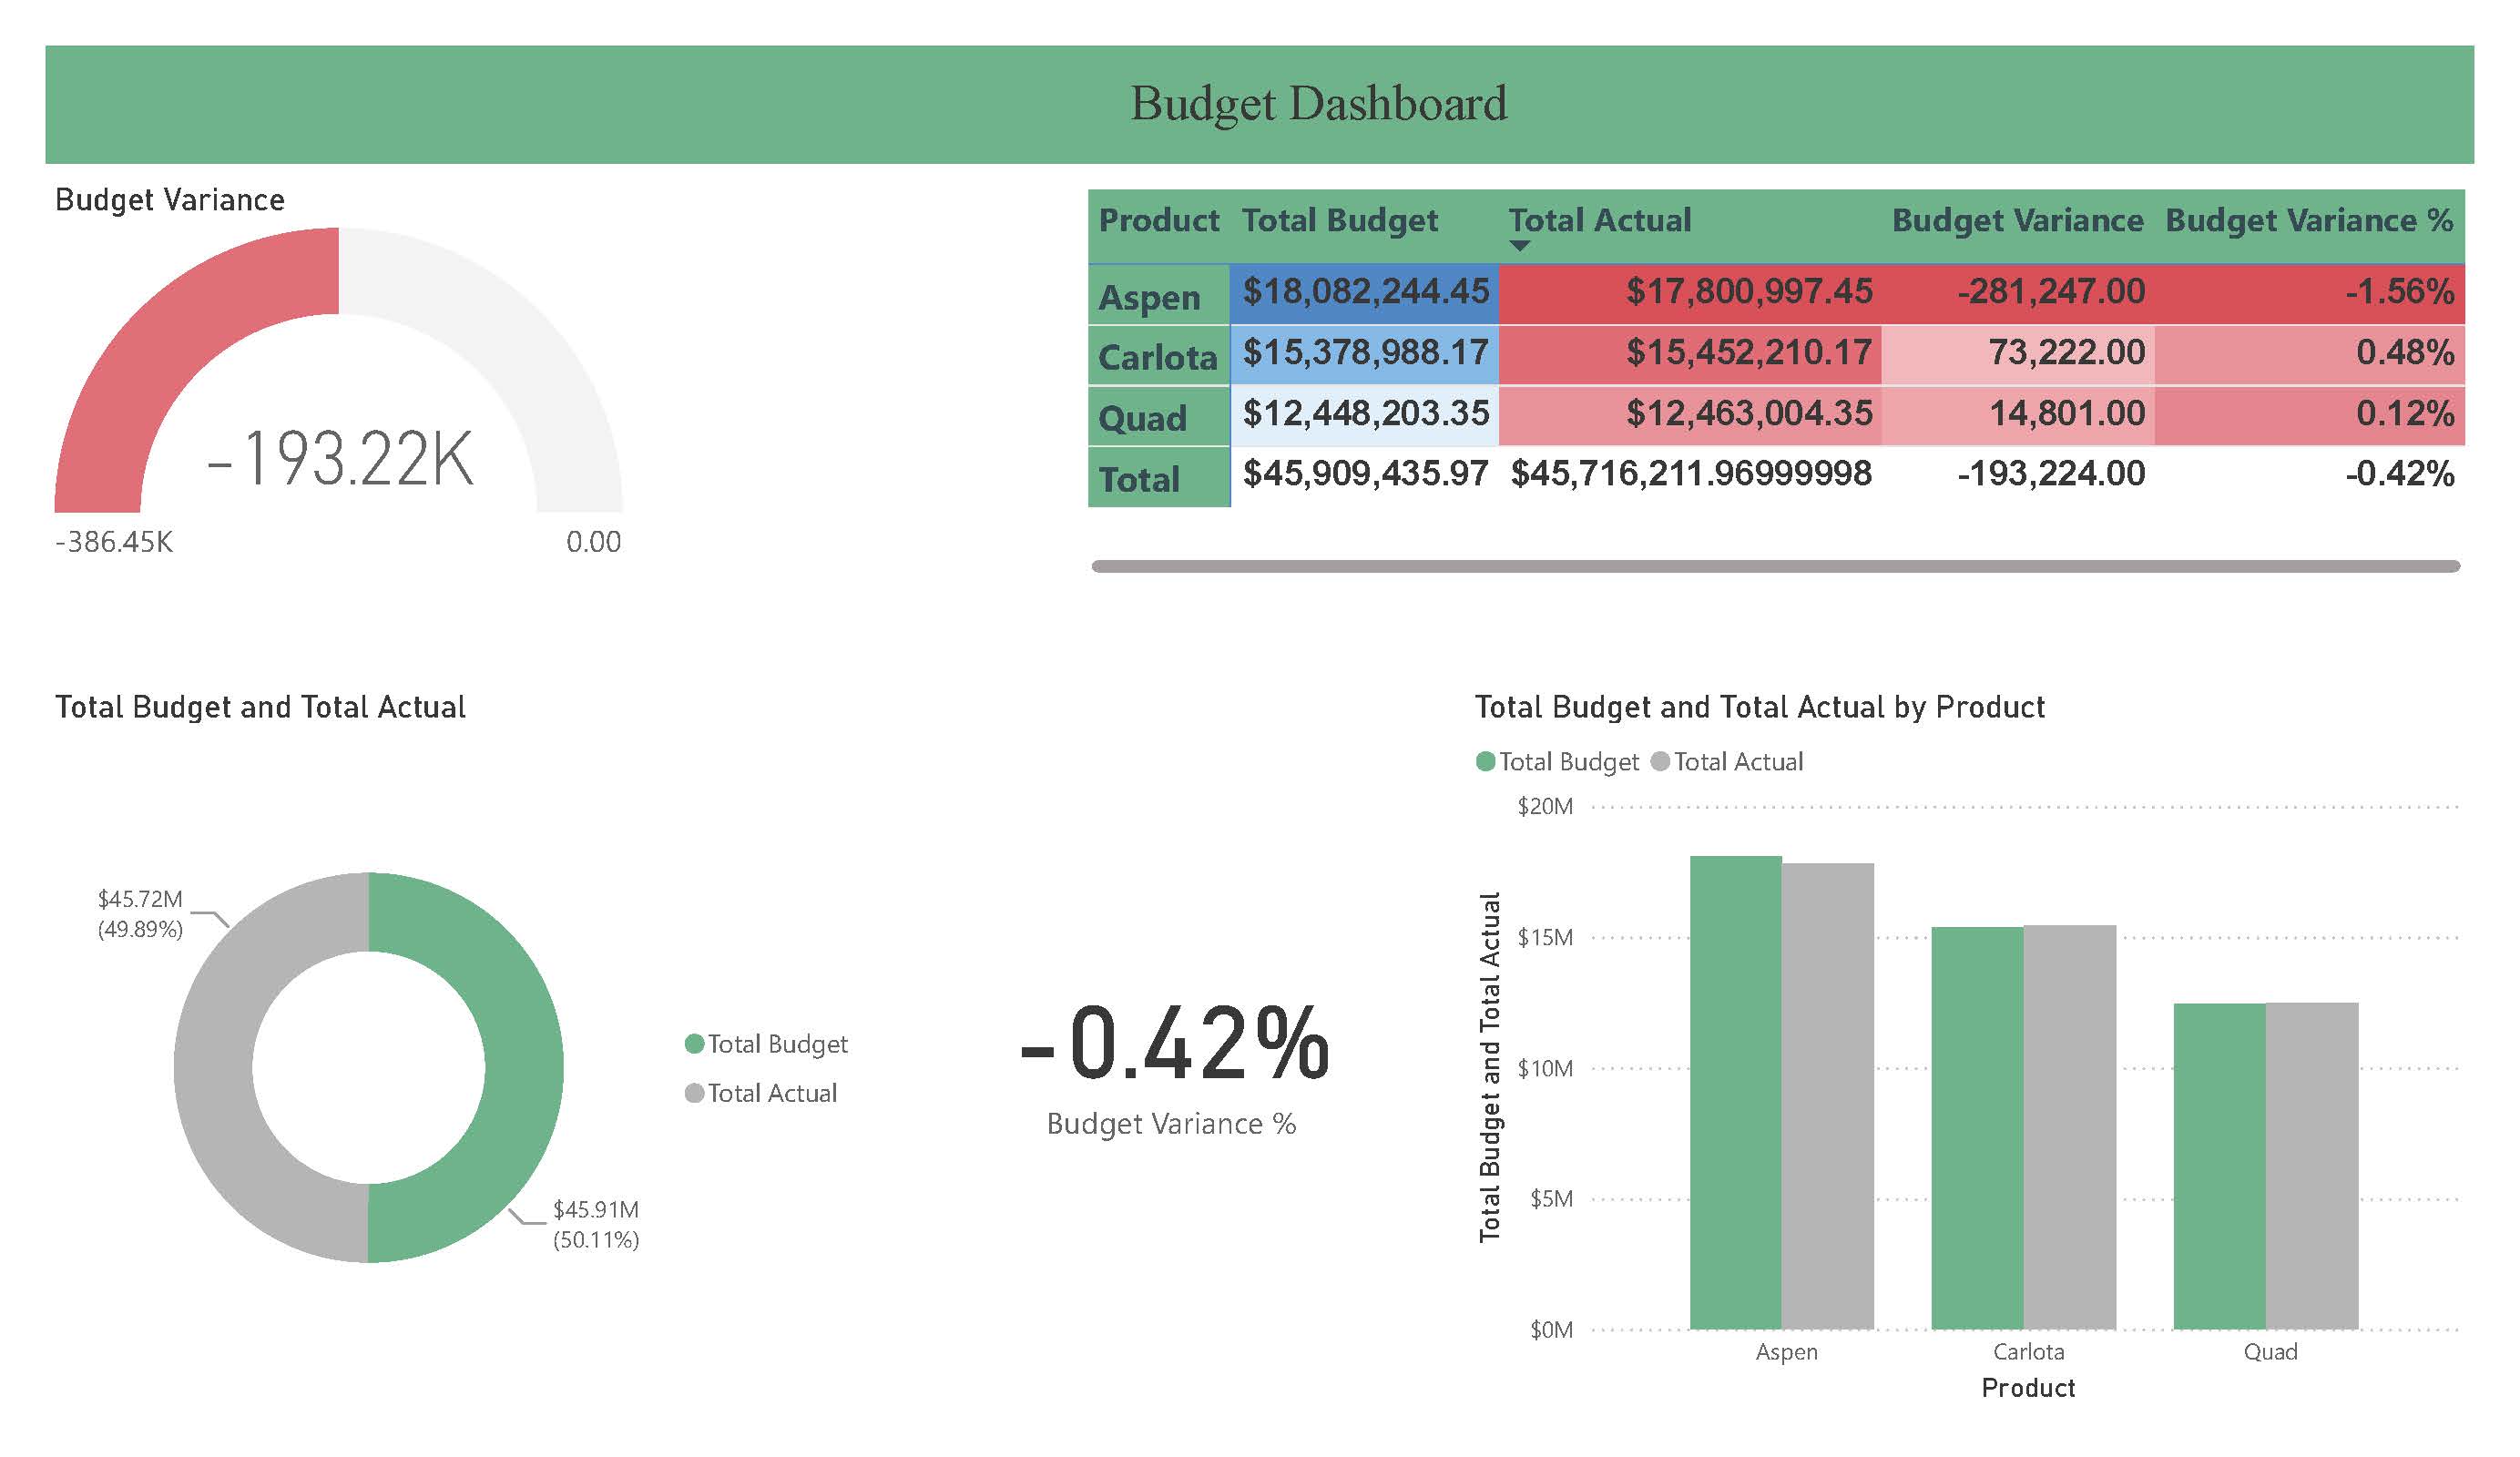 Budget Dashboard
Budget Variance
-193.22K
-386.45K 0.00
Product Total Budget Total Actual Budget Variance Budget Variance %
Aspen $18,082,244.45 $17,800,997.45 -281,247.00 -1.56%
Carlota $15,378,988.17 $15,452,210.17 73,222.00 0.48%
Quad $12,448,203.35 $12,463,004.35 14,801.00 0.12%
Total $45,909,435.97 $45,716,211.96999998 -193,224.00 -0.42%
Total Budget and Total Actual
$45.72M
(49.89%)
$45.91M
(50.11%)
Total Budget
Total Actual
-0.42%
Budget Variance %
Total Budget and Total Actual by Product
Total Budget Total Actual
Total Budget and Total Actual
$20M
$15M
$10M
$5M
$0M
Aspen Carlota Quad
Product